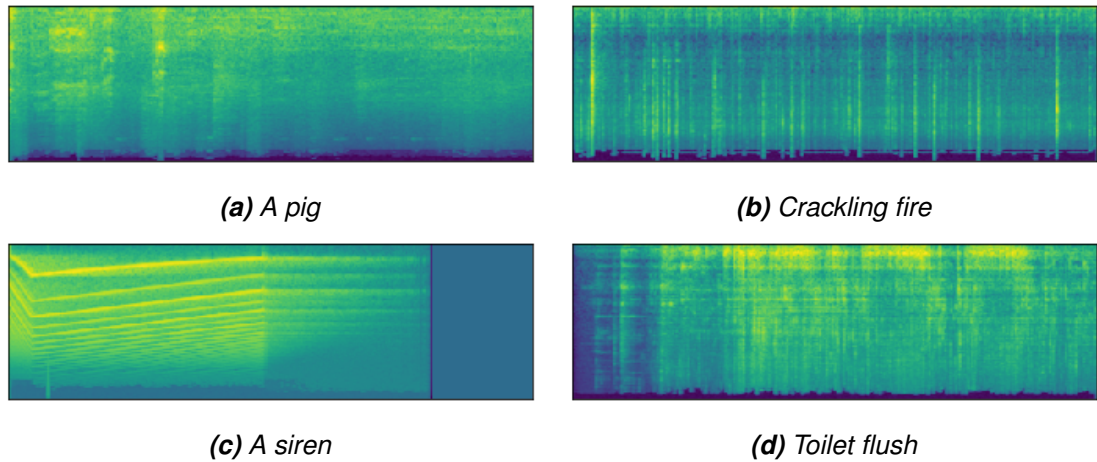 (a) A pig
(b) Crackling fire
(c) A siren
(d) Toilet flush